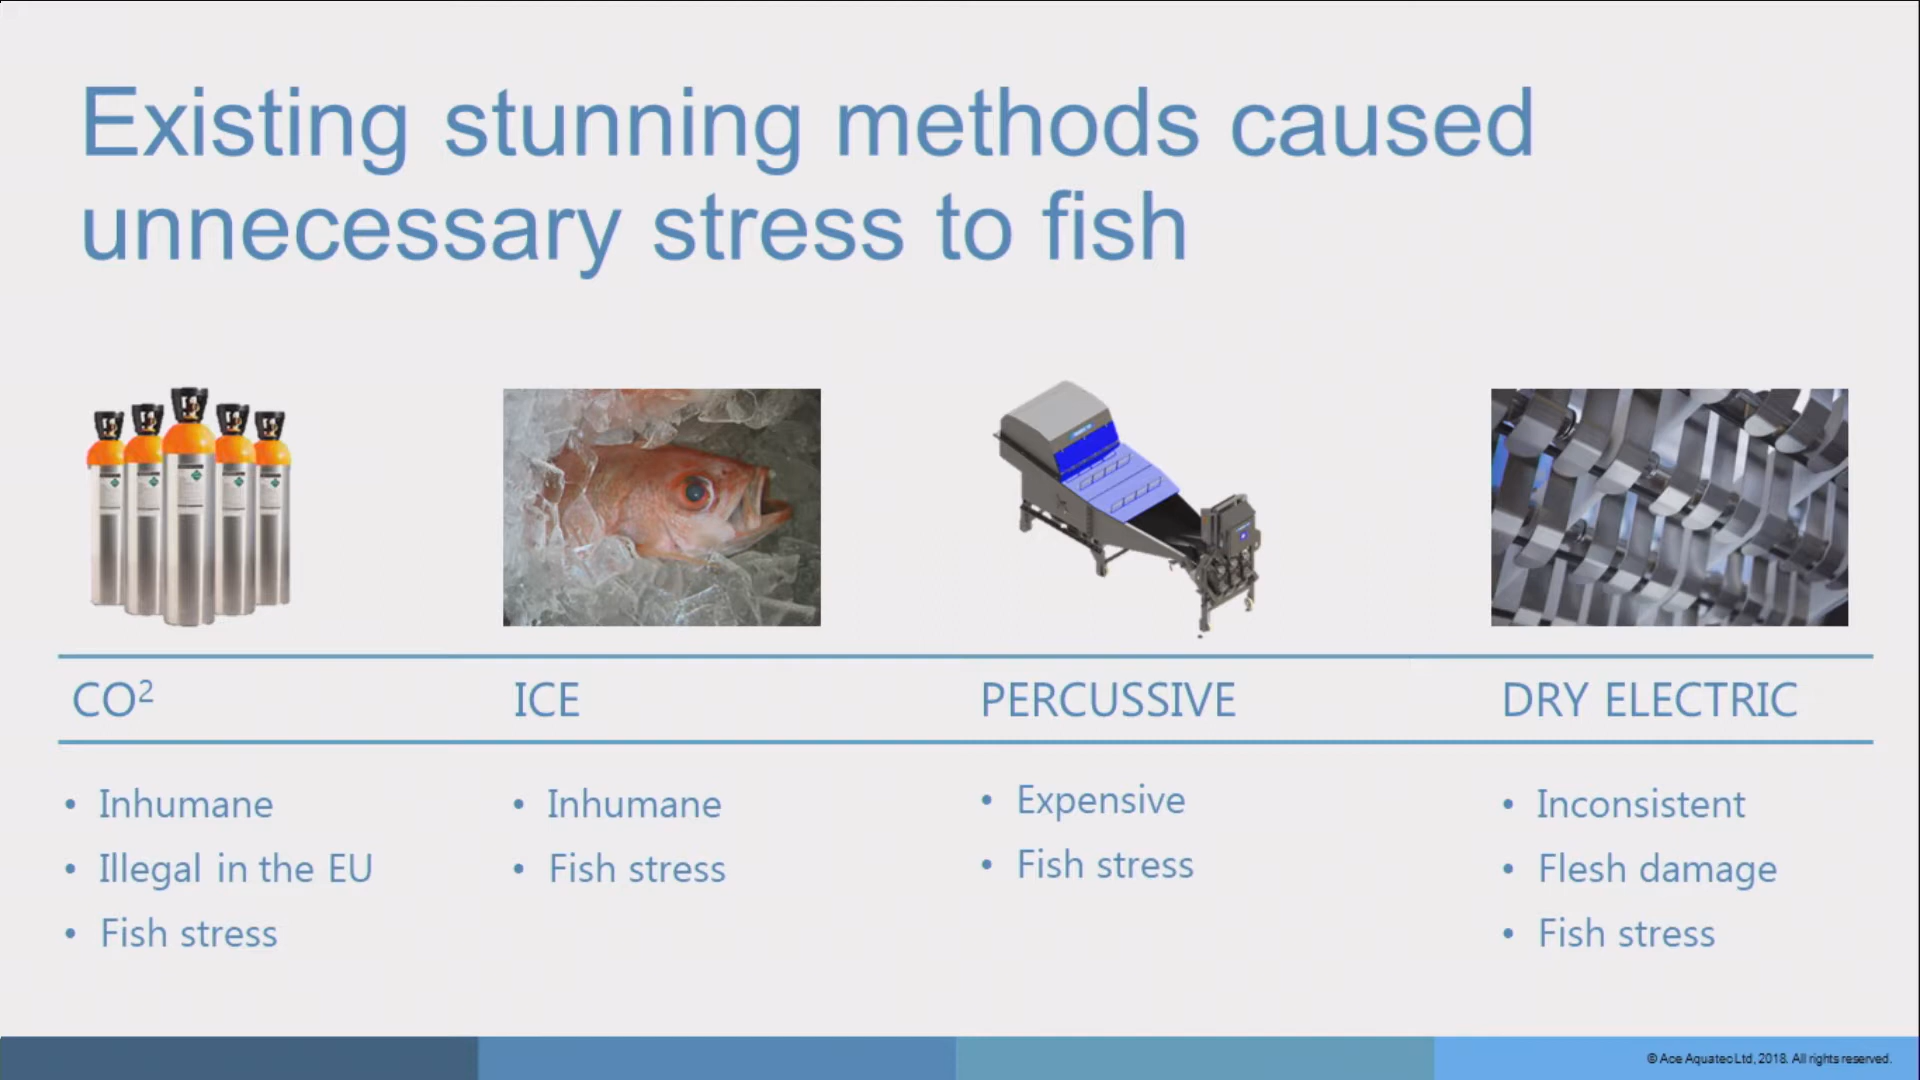 Existing stunning methods caused
unnecessary stress to fish
CO²
ICE
PERCUSSIVE
DRY ELECTRIC
• Inhumane
• Illegal in the EU
• Fish stress
• Inhumane
• Fish stress
• Expensive
• Fish stress
• Inconsistent
• Flesh damage
• Fish stress
© Ace Aquatec Ltd, 2018. All rights reserved.